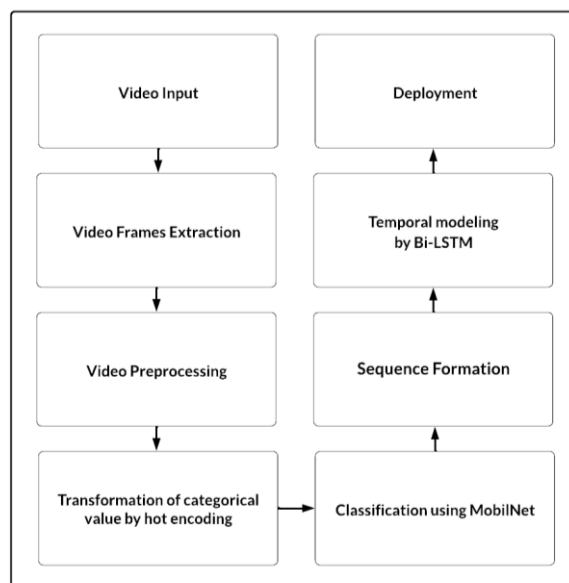 Video Input
Video Frames Extraction
Video Preprocessing
Transformation of categorical
value by hot encoding
Classification using MobilNet
Sequence Formation
Temporal modeling
by Bi-LSTM
Deployment